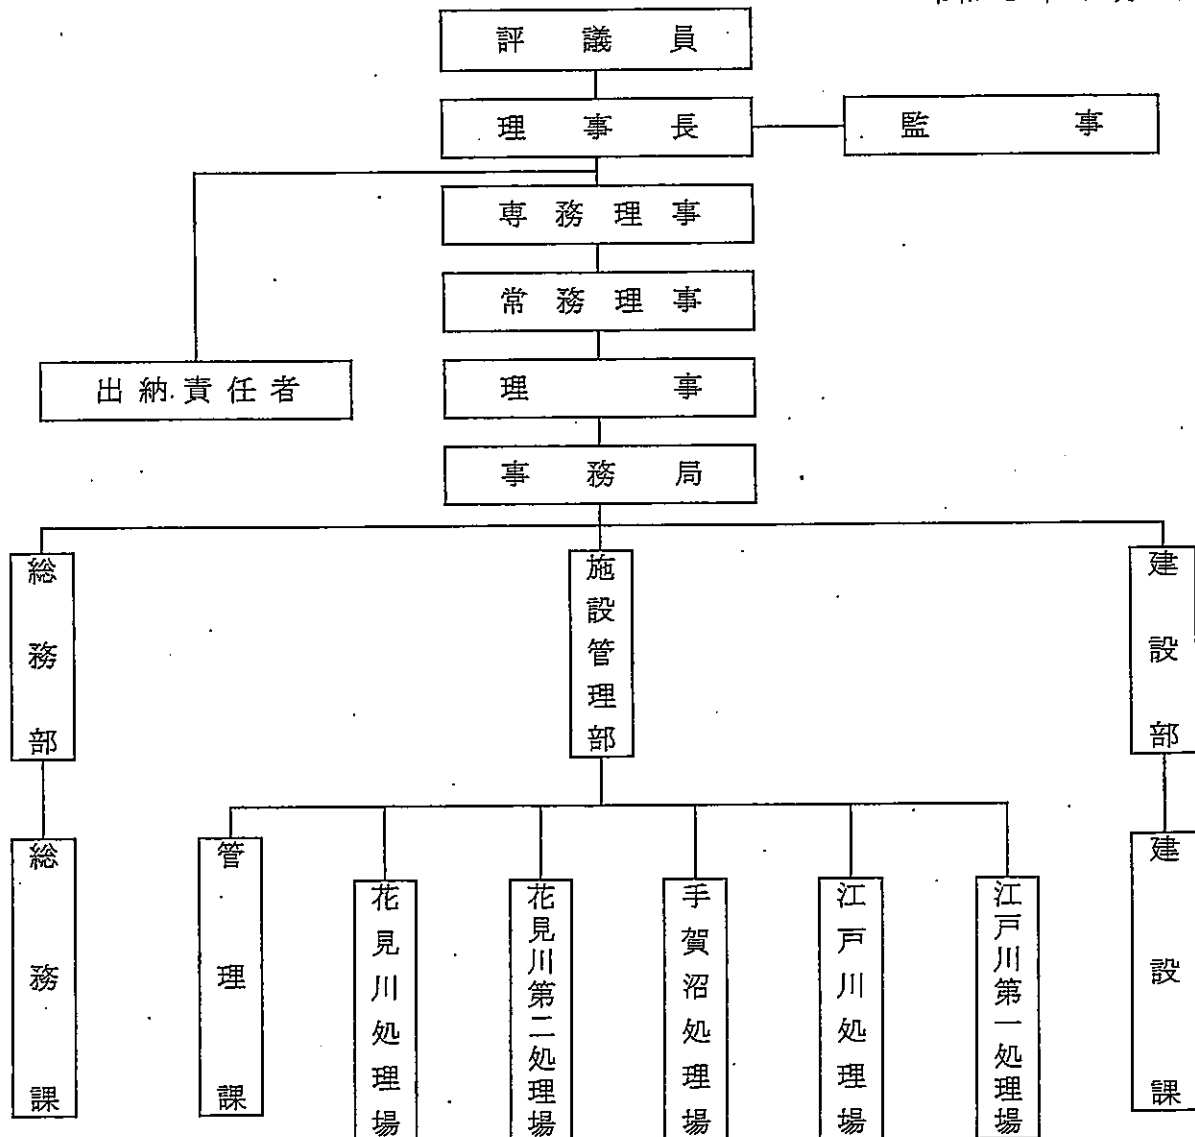 評議員
理事長
監事
専務理事
常務理事
出納責任者
理事
事務局
総務部
施設管理部
建設部
総務課
管理課
花見川処理場
花見川第二処理場
手賀沼処理場
江戸川処理場
江戸川第一処理場
建設課